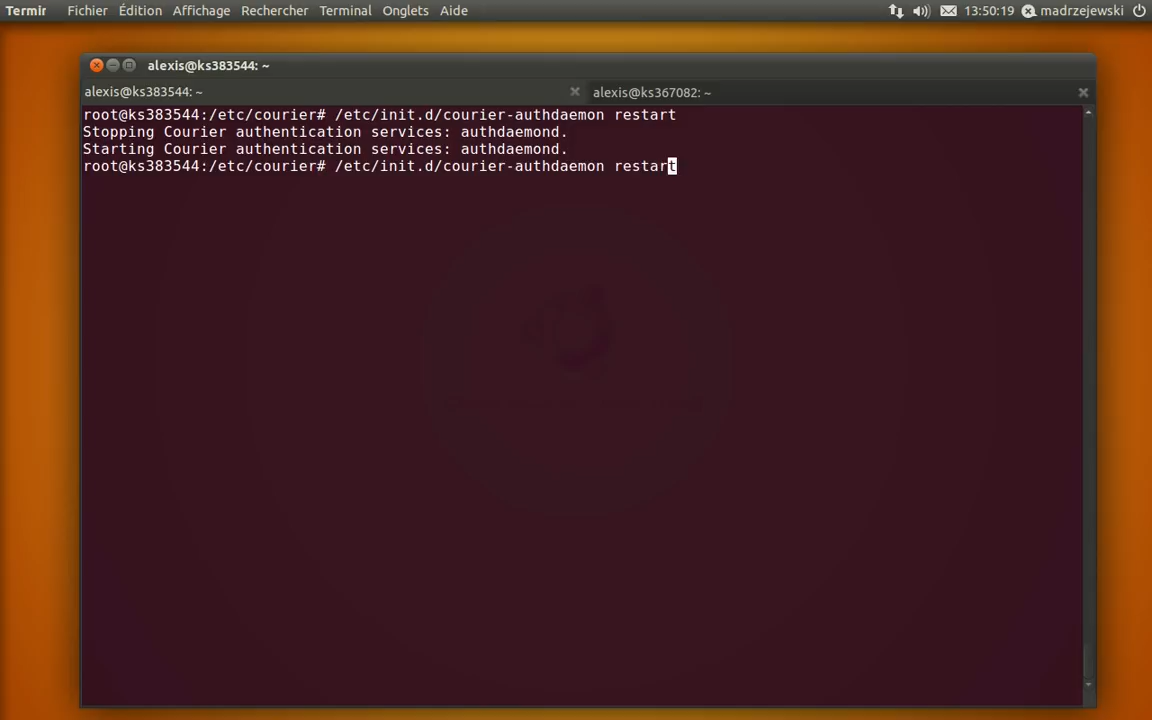 Termir Fichier Édition Affichage Rechercher Terminal Onglets Aide 13:50:19 madrzejewski
alexis@ks383544: ~
alexis@ks383544: ~ alexis@ks367082: ~
root@ks383544:/etc/courier# /etc/init.d/courier-authdaemon restart
Stopping Courier authentication services: authdaemond.
Starting Courier authentication services: authdaemond.
root@ks383544:/etc/courier# /etc/init.d/courier-authdaemon restart